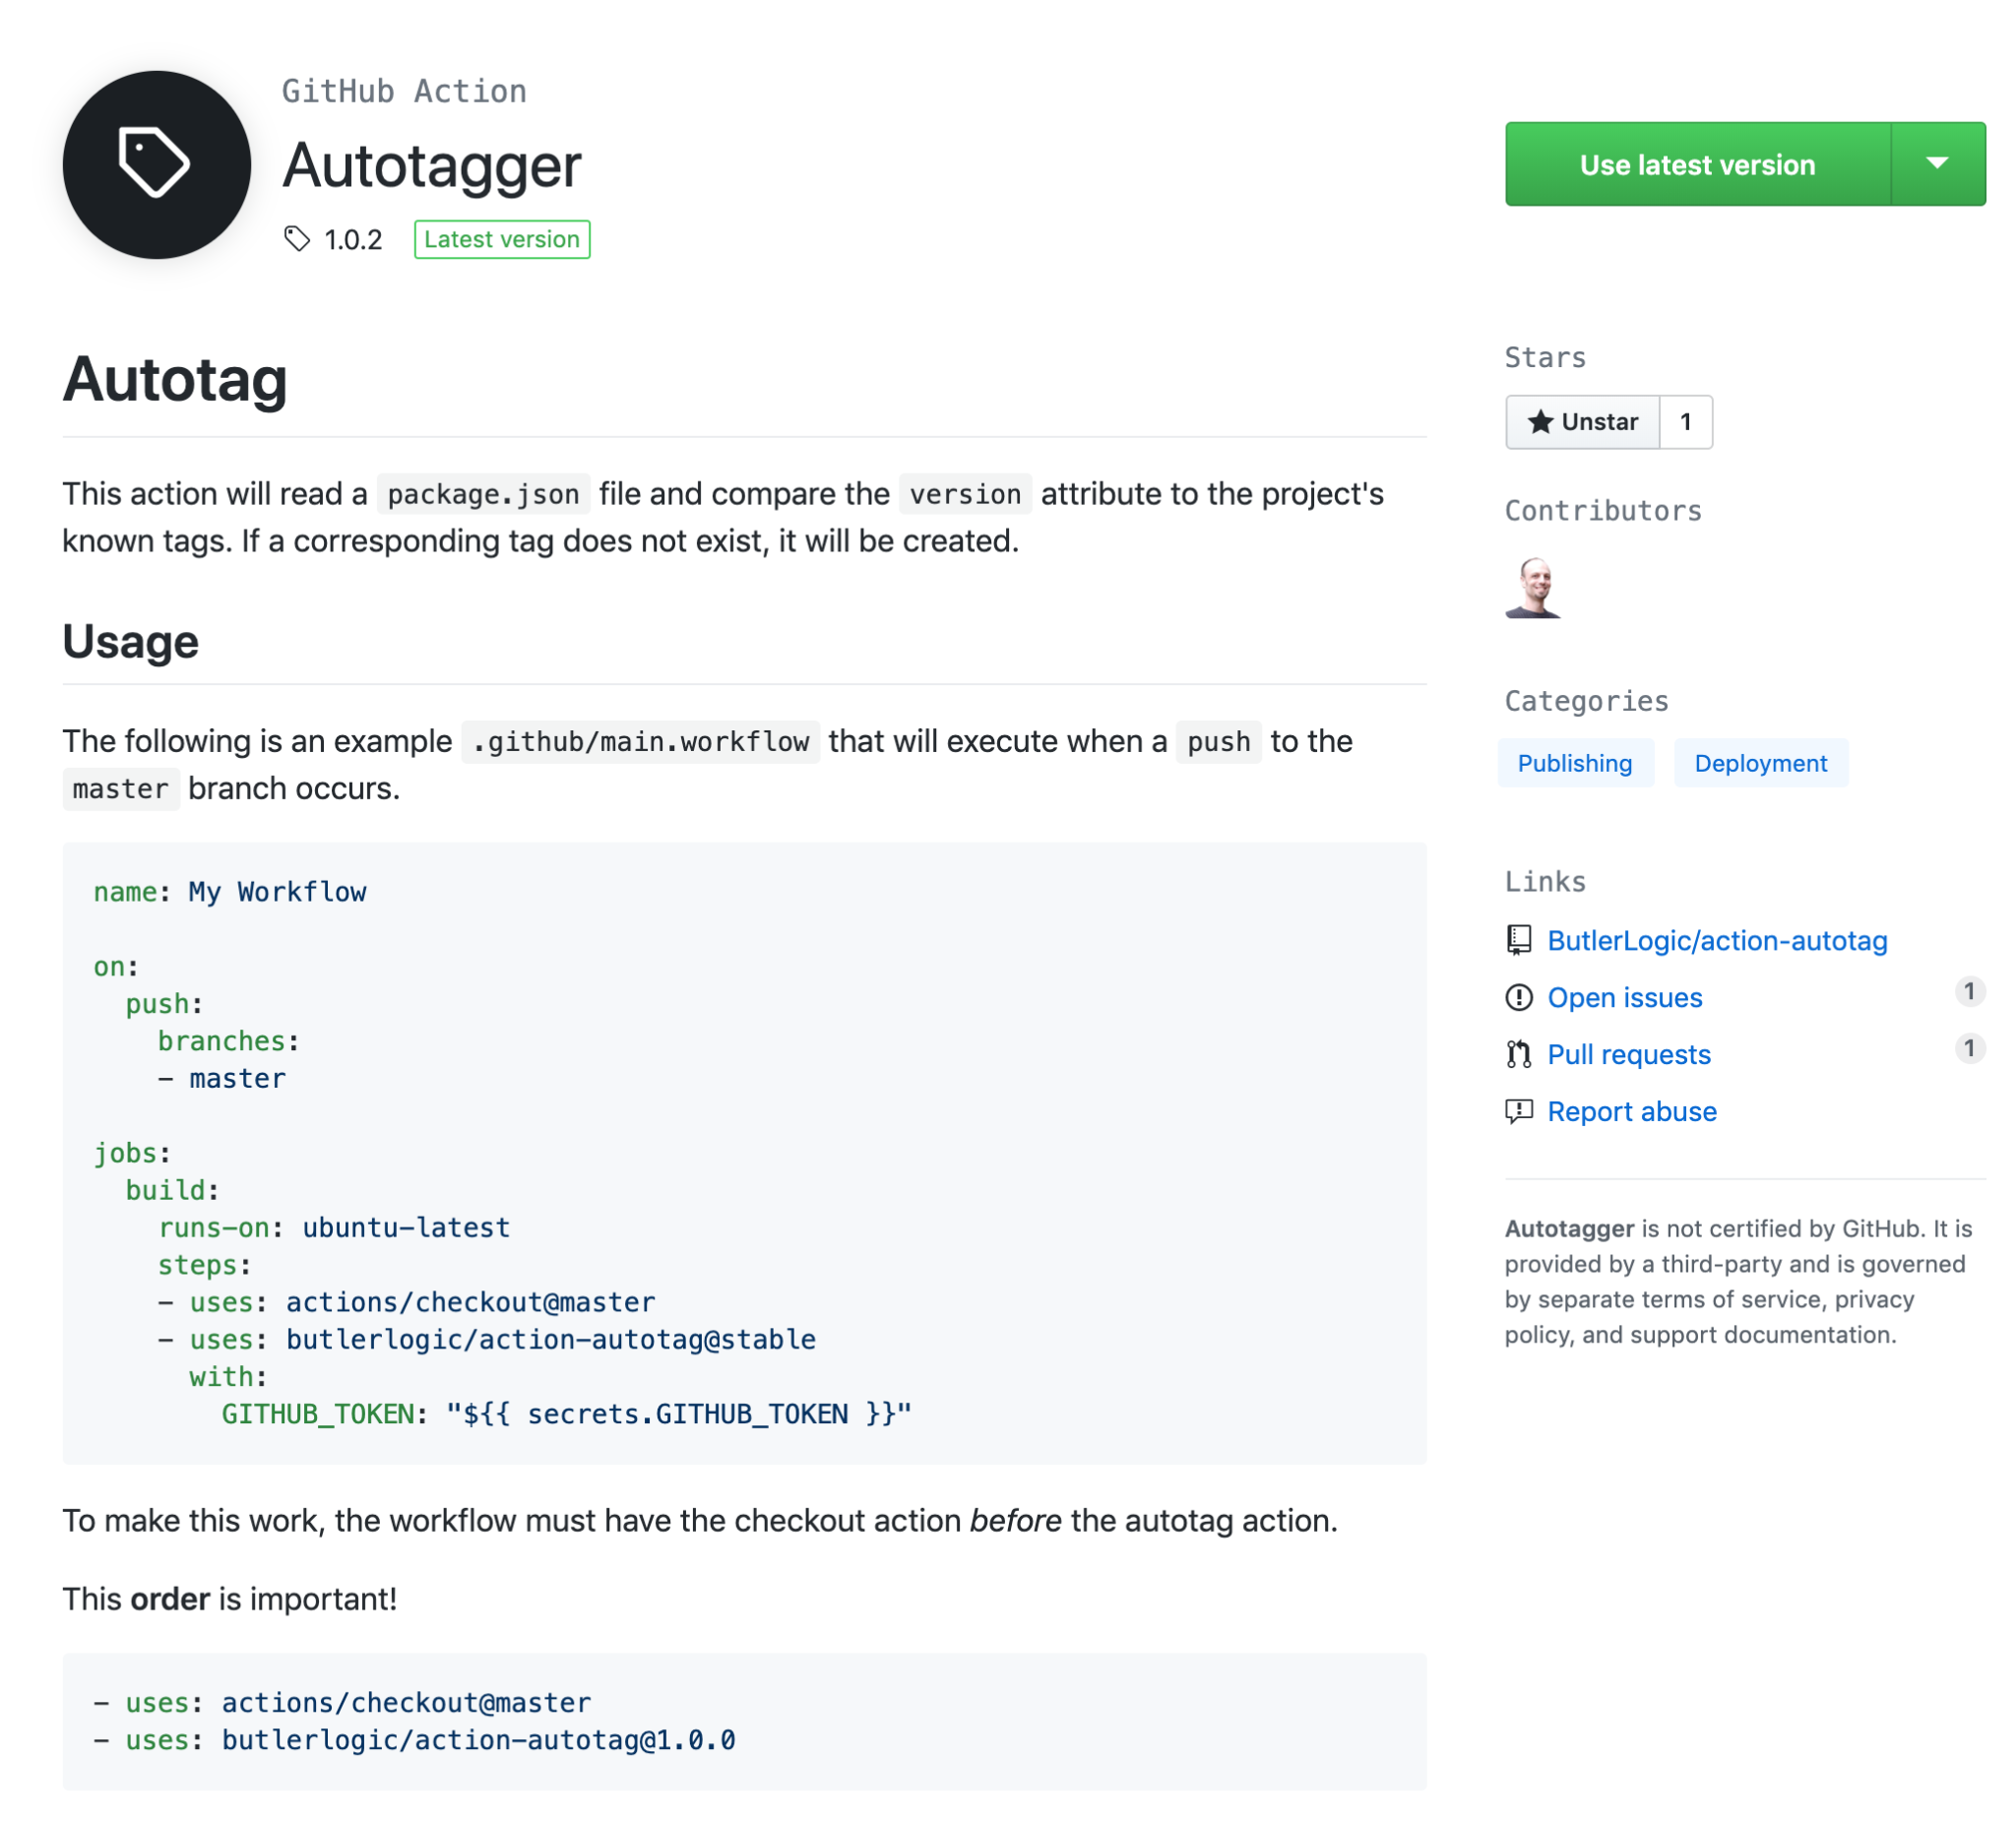 GitHub Action
Autotagger
1.0.2 Latest version
Use latest version
Autotag
This action will read a package.json file and compare the version attribute to the project's
known tags. If a corresponding tag does not exist, it will be created.
Usage
The following is an example .github/main.workflow that will execute when a push to the
master branch occurs.
name: My Workflow
on:
  push:
    branches:
    - master
jobs:
  build:
    runs-on: ubuntu-latest
    steps:
    - uses: actions/checkout@master
    - uses: butlerlogic/action-autotag@stable
      with:
        GITHUB_TOKEN: "${{ secrets.GITHUB_TOKEN }}"
To make this work, the workflow must have the checkout action before the autotag action.
This order is important!
- uses: actions/checkout@master
- uses: butlerlogic/action-autotag@1.0.0
Stars
Unstar 1
Contributors
Categories
Publishing Deployment
Links
ButlerLogic/action-autotag
Open issues 1
Pull requests 1
Report abuse
Autotagger is not certified by GitHub. It is
provided by a third-party and is governed
by separate terms of service, privacy
policy, and support documentation.